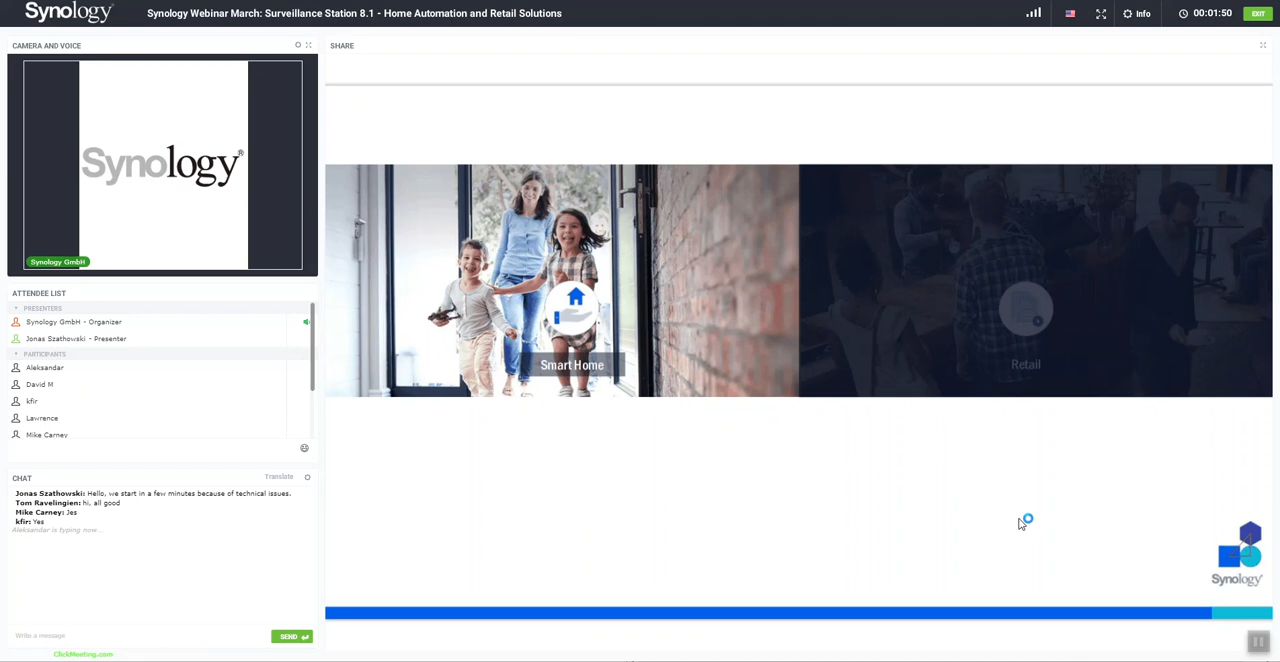 Synology
Synology Webinar March: Surveillance Station 8.1 - Home Automation and Retail Solutions
Info
00:01:50
EXIT
CAMERA AND VOICE
Synology®
Synology GmbH
ATTENDEE LIST
PRESENTERS
Synology GmbH - Organizer
Jonas Szathowski - Presenter
PARTICIPANTS
Aleksandar
David M
kfir
Lawrence
Mike Carney
CHAT
Translate
Jonas Szathowski: Hello, we start in a few minutes because of technical issues.
Tom Ravelingien: hi, all good
Mike Carney: Jes
kfir: Yes
Aleksandar is typing now...
Write a message
SEND
ClickMeeting.com
SHARE
Smart Home
Retail
Synology®